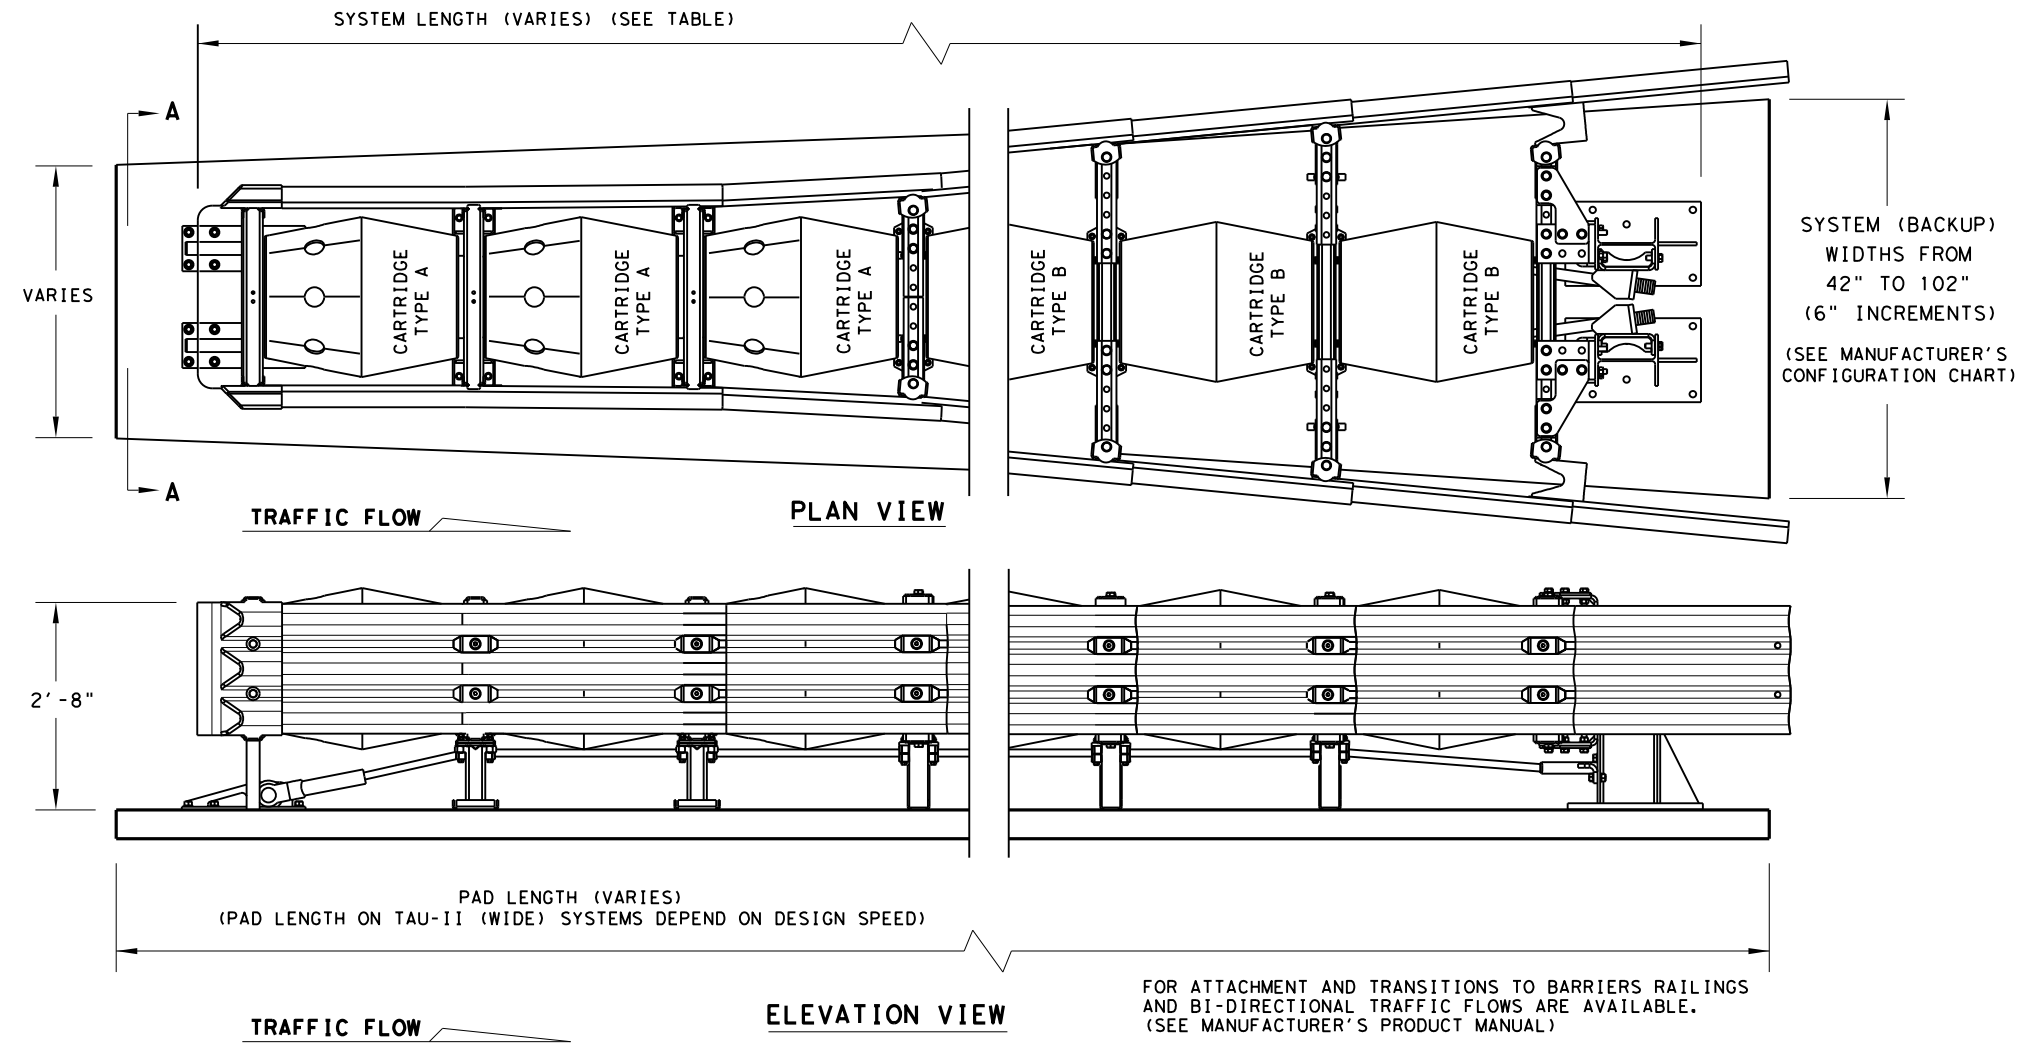 SYSTEM LENGTH (VARIES) (SEE TABLE)
A
VARIES
CARTRIDGE
TYPE A
CARTRIDGE
TYPE A
CARTRIDGE
TYPE A
CARTRIDGE
TYPE B
CARTRIDGE
TYPE B
CARTRIDGE
TYPE B
SYSTEM (BACKUP)
WIDTHS FROM
42" TO 102"
(6" INCREMENTS)
(SEE MANUFACTURER'S
CONFIGURATION CHART)
A
TRAFFIC FLOW
PLAN VIEW
2'-8"
PAD LENGTH (VARIES)
(PAD LENGTH ON TAU-II (WIDE) SYSTEMS DEPEND ON DESIGN SPEED)
TRAFFIC FLOW
ELEVATION VIEW
FOR ATTACHMENT AND TRANSITIONS TO BARRIERS RAILINGS
AND BI-DIRECTIONAL TRAFFIC FLOWS ARE AVAILABLE.
(SEE MANUFACTURER'S PRODUCT MANUAL)